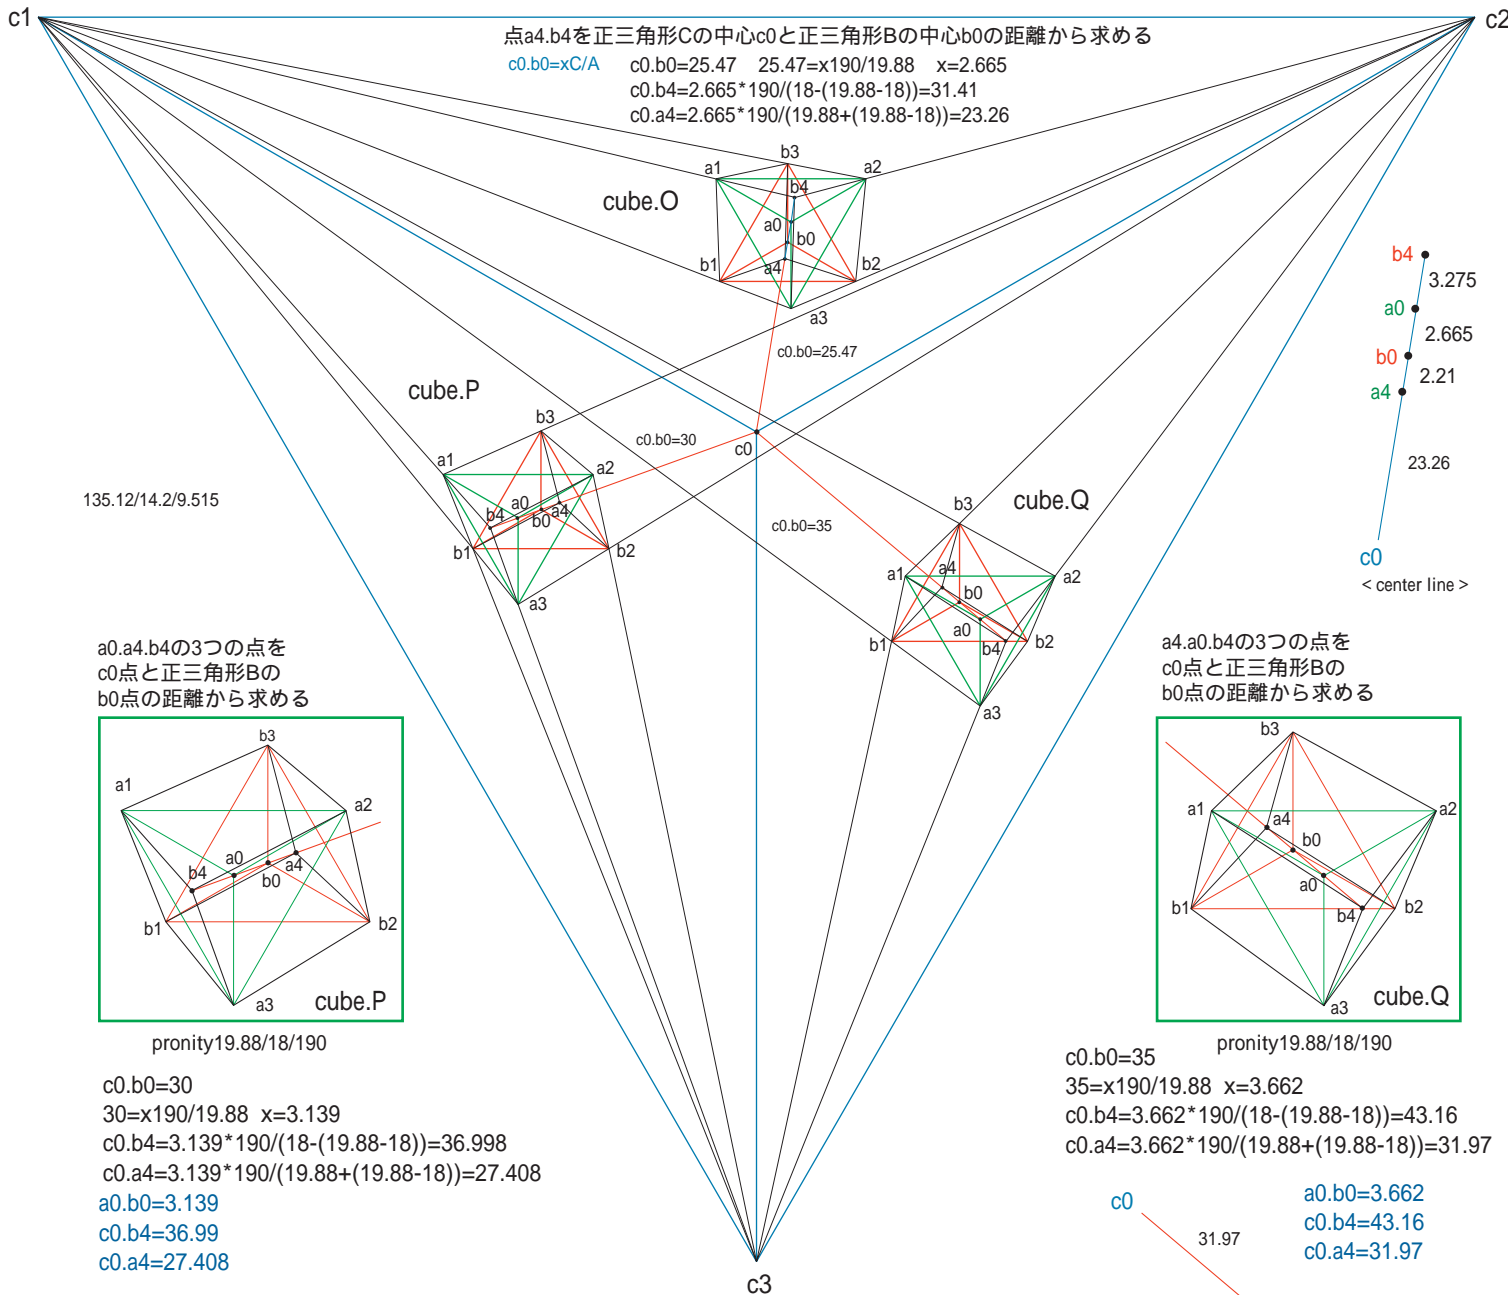 c1
c2
点a4.b4を正三角形Cの中心c0と正三角形Bの中心b0の距離から求める
c0.b0=xC/A c0.b0=25.47 25.47=x190/19.88 x=2.665
c0.b4=2.665*190/(18-(19.88-18))=31.41
c0.a4=2.665*190/(19.88+(19.88-18))=23.26
b3
a1
a2
b4
cube.O
a0
b0
b1
a4
b2
a3
c0.b0=25.47
b4
3.275
a0
2.665
b0
2.21
a4
23.26
c0
< center line >
cube.P
b3
c0.b0=30
c0
a1
a2
a0
b4
a4
b0
b1
b2
a3
135.12/14.2/9.515
cube.Q
b3
c0.b0=35
a1
a4
a2
b0
a0
b1
b4
b2
a3
a0.a4.b4の3つの点を
c0点と正三角形Bの
b0点の距離から求める
b3
a1
a2
a0
b4
a4
b0
b1
b2
a3
cube.P
pronity19.88/18/190
c0.b0=30
30=x190/19.88 x=3.139
c0.b4=3.139*190/(18-(19.88-18))=36.998
c0.a4=3.139*190/(19.88+(19.88-18))=27.408
a0.b0=3.139
c0.b4=36.99
c0.a4=27.408
a4.a0.b4の3つの点を
c0点と正三角形Bの
b0点の距離から求める
b3
a1
a2
a4
b0
a0
b1
b4
b2
a3
cube.Q
pronity19.88/18/190
c0.b0=35
35=x190/19.88 x=3.662
c0.b4=3.662*190/(18-(19.88-18))=43.16
c0.a4=3.662*190/(19.88+(19.88-18))=31.97
c0
31.97
a0.b0=3.662
c0.b4=43.16
c0.a4=31.97
c3